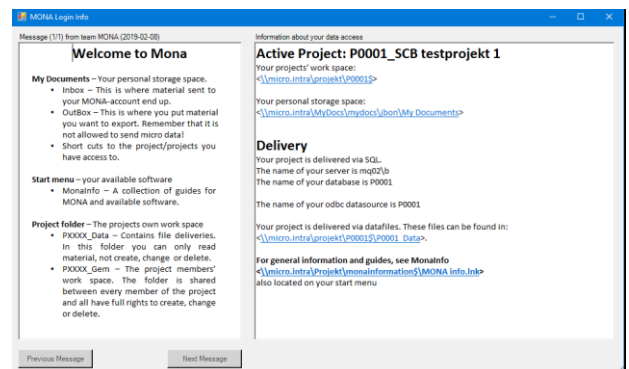 MONA Login Info
Message (1/1) from team MONA (2019-02-08)
Welcome to Mona
My Documents – Your personal storage space.
• Inbox – This is where material sent to
your MONA-account end up.
• OutBox – This is where you put material
you want to export. Remember that it is
not allowed to send micro data!
• Short cuts to the project/projects you
have access to.
Start menu – your available software
• MonaInfo – A collection of guides for
MONA and available software.
Project folder – The projects own work space
• PXXXX_Data – Contains file deliveries.
In this folder you can only read
material, not create, change or delete.
• PXXXX_Gem – The project members'
work space. The folder is shared
between every member of the project
and all have full rights to create, change
or delete.
Information about your data access
Active Project: P0001_SCB testprojekt 1
Your projects' work space:
<\\micro.intra\projekt\P0001$>
Your personal storage space:
<\\micro.intra\MyDocs\mydocs\jbon\My Documents>
Delivery
Your project is delivered via SQL.
The name of your server is mq02\b
The name of your database is P0001
The name of your odbc datasource is P0001
Your project is delivered via datafiles. These files can be found in:
<\\micro.intra\projekt\P0001$\P0001_Data>.
For general information and guides, see MonaInfo
<\\micro.intra\Projekt\monainformation$\MONA info.lnk>
also located on your start menu
Previous Message
Next Message